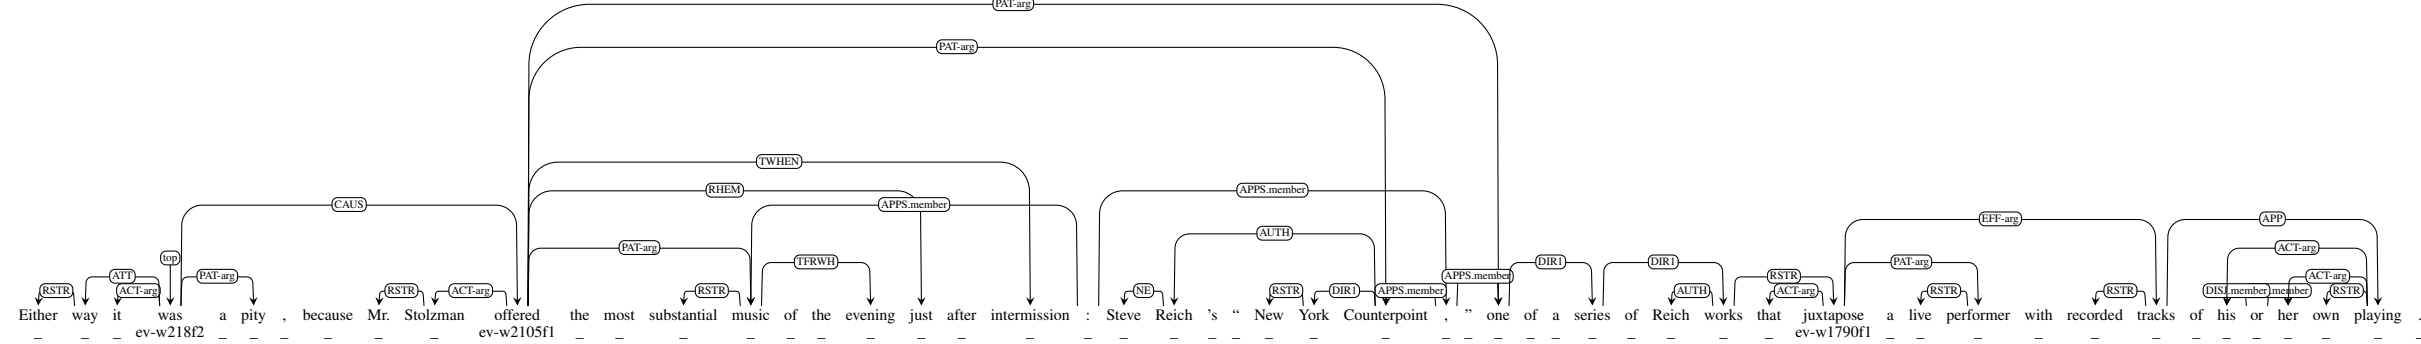 PAT-arg
PAT-arg
TWHEN
RHEM APPS.member
CAUS APPS.member
EFF-arg APP
AUTH
PAT-arg ACT-arg
top TFRWH DIR1 DIR1 PAT-arg
ATT PAT-arg APPS.member RSTR ACT-arg
RSTR ACT-arg RSTR ACT-arg RSTR NE RSTR DIR1 APPS.member AUTH ACT-arg RSTR RSTR DISJ.member .member RSTR
Either way it was a pity , because Mr. Stolzman offered the most substantial music of the evening just after intermission : Steve Reich 's “ New York Counterpoint , ” one of a series of Reich works that juxtapose a live performer with recorded tracks of his or her own playing .
_ _ _ ev-w218f2 _ _ _ _ _ _ ev-w2105f1 _ _ _ _ _ _ _ _ _ _ _ _ _ _ _ _ _ _ _ _ _ _ _ _ _ _ _ _ _ ev-w1790f1 _ _ _ _ _ _ _ _ _ _ _ _ _